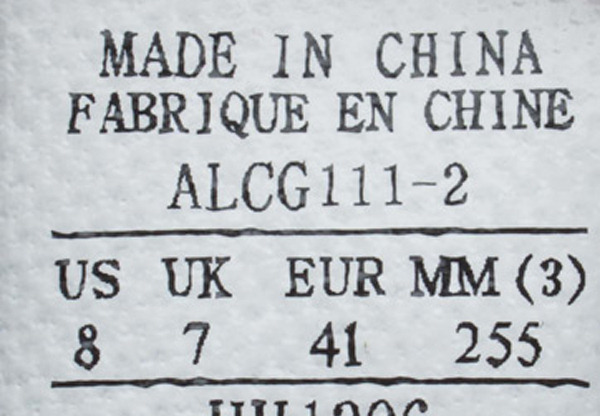 MADE IN CHINA
FABRIQUE EN CHINE
ALCG111-2
US UK EUR MM (3)
8 7 41 255